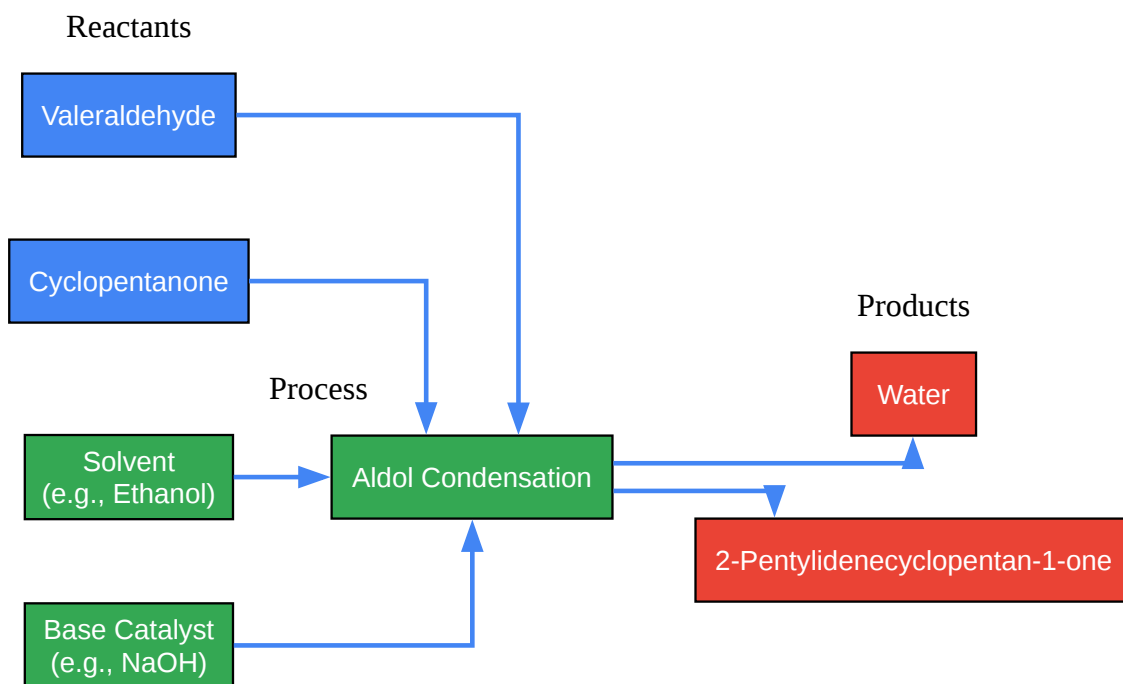 Reactants
Valeraldehyde
Cyclopentanone
Products
Process
Water
Solvent
(e.g., Ethanol)
Aldol Condensation
2-Pentylidenecyclopentan-1-one
Base Catalyst
(e.g., NaOH)